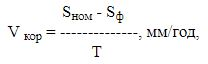 Sном - Sф
V кор = --------------, мм/год,
T